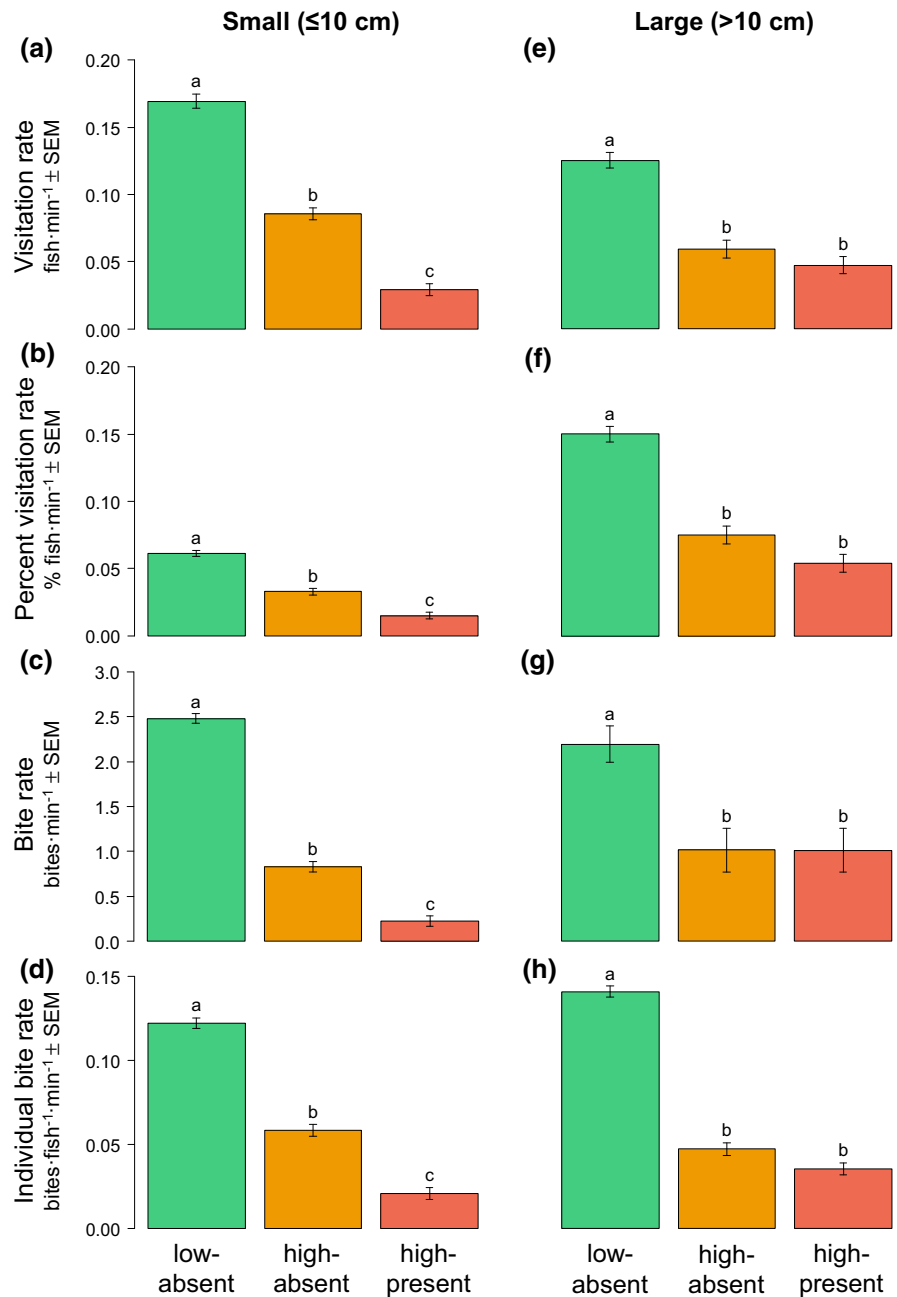 Small (≤10 cm)
Large (>10 cm)
(a)
Visitation rate
fish·min⁻¹ ± SEM
0.20
0.15
0.10
0.05
0.00
a
b
c
(e)
a
b
b
(b)
Percent visitation rate
% fish·min⁻¹ ± SEM
0.20
0.15
0.10
0.05
0.00
a
b
c
(f)
a
b
b
(c)
Bite rate
bites·min⁻¹ ± SEM
3.0
2.5
2.0
1.5
1.0
0.5
0.0
a
b
c
(g)
a
b
b
(d)
Individual bite rate
bites·fish⁻¹·min⁻¹ ± SEM
0.15
0.10
0.05
0.00
a
b
c
(h)
a
b
b
low-
absent
high-
absent
high-
present
low-
absent
high-
absent
high-
present